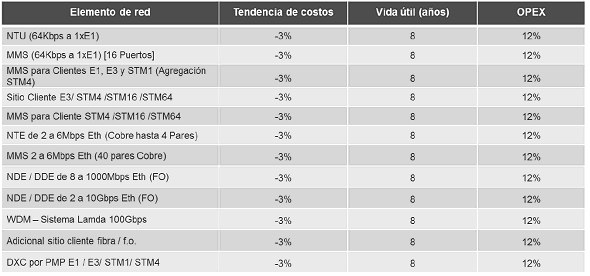 Elemento de red Tendencia de costos Vida útil (años) OPEX
NTU (64Kbps a 1xE1) -3% 8 12%
MMS (64Kbps a 1xE1) [16 Puertos] -3% 8 12%
MMS para Clientes E1, E3 y STM1 (Agregación
STM4) -3% 8 12%
Sitio Cliente E3/ STM4 /STM16 /STM64 -3% 8 12%
MMS para Cliente STM4 /STM16 /STM64 -3% 8 12%
NTE de 2 a 6Mbps Eth (Cobre hasta 4 Pares) -3% 8 12%
MMS 2 a 6Mbps Eth (40 pares Cobre) -3% 8 12%
NDE / DDE de 8 a 1000Mbps Eth (FO) -3% 8 12%
NDE / DDE de 2 a 10Gbps Eth (FO) -3% 8 12%
WDM – Sistema Lamda 100Gbps -3% 8 12%
Adicional sitio cliente fibra / f.o. -3% 8 12%
DXC por PMP E1 / E3/ STM1/ STM4 -3% 8 12%